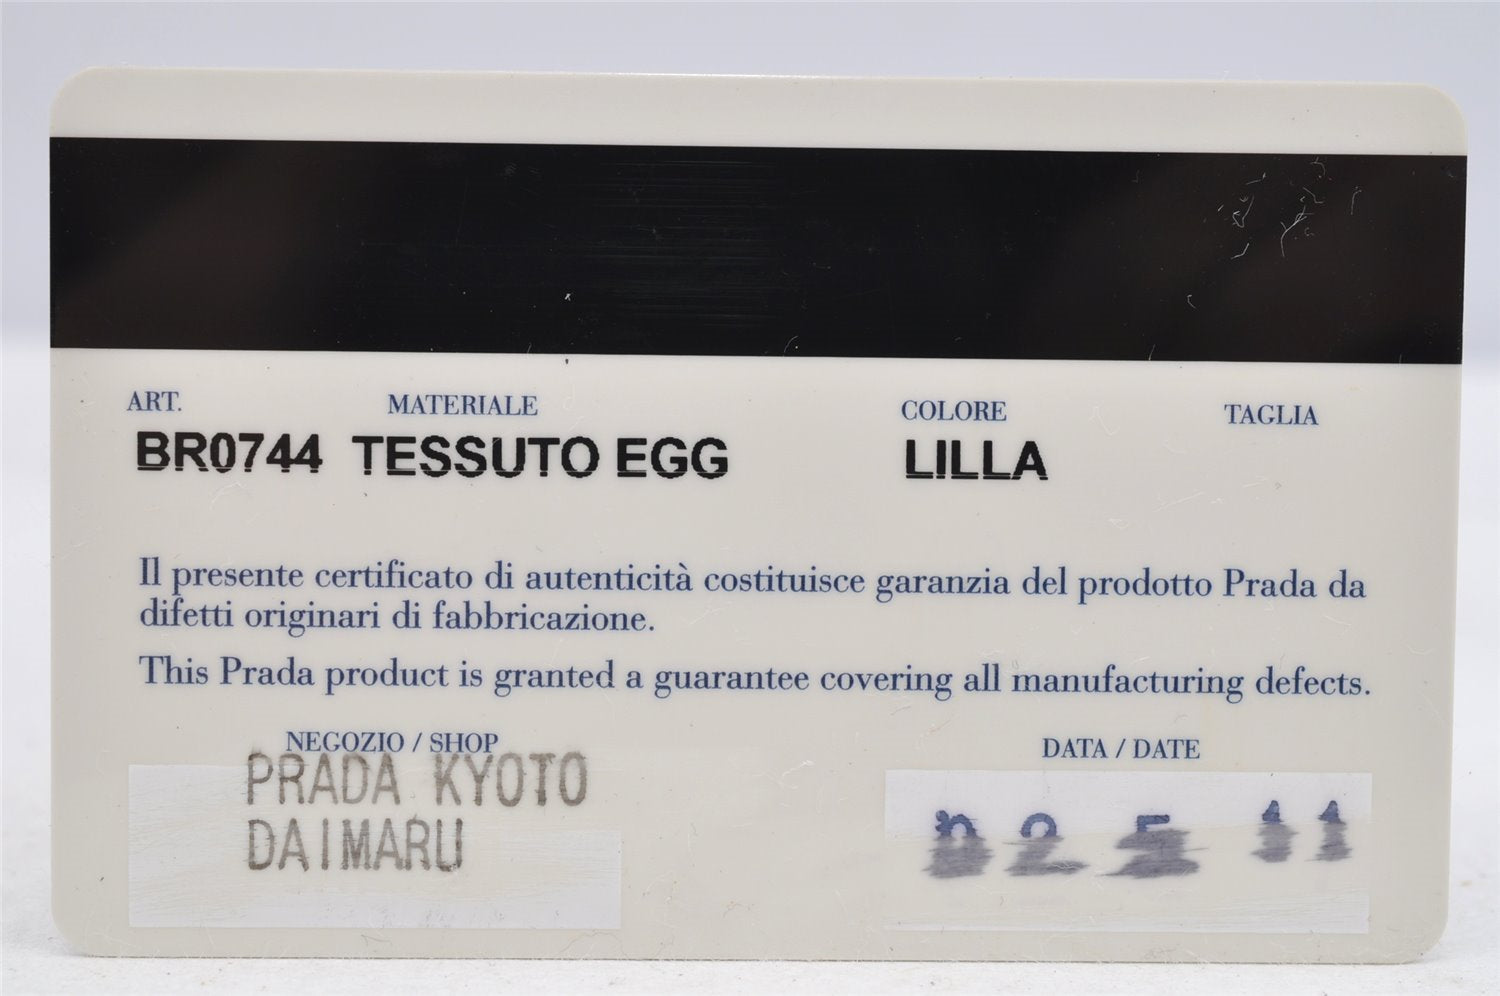 ART. MATERIALE COLORE TAGLIA
BR0744 TESSUTO EGG LILLA
Il presente certificato di autenticità costituisce garanzia del prodotto Prada da
difetti originari di fabbricazione.
This Prada product is granted a guarantee covering all manufacturing defects.
NEGOZIO / SHOP DATA / DATE
PRADA KYOTO
DAIMARU
11